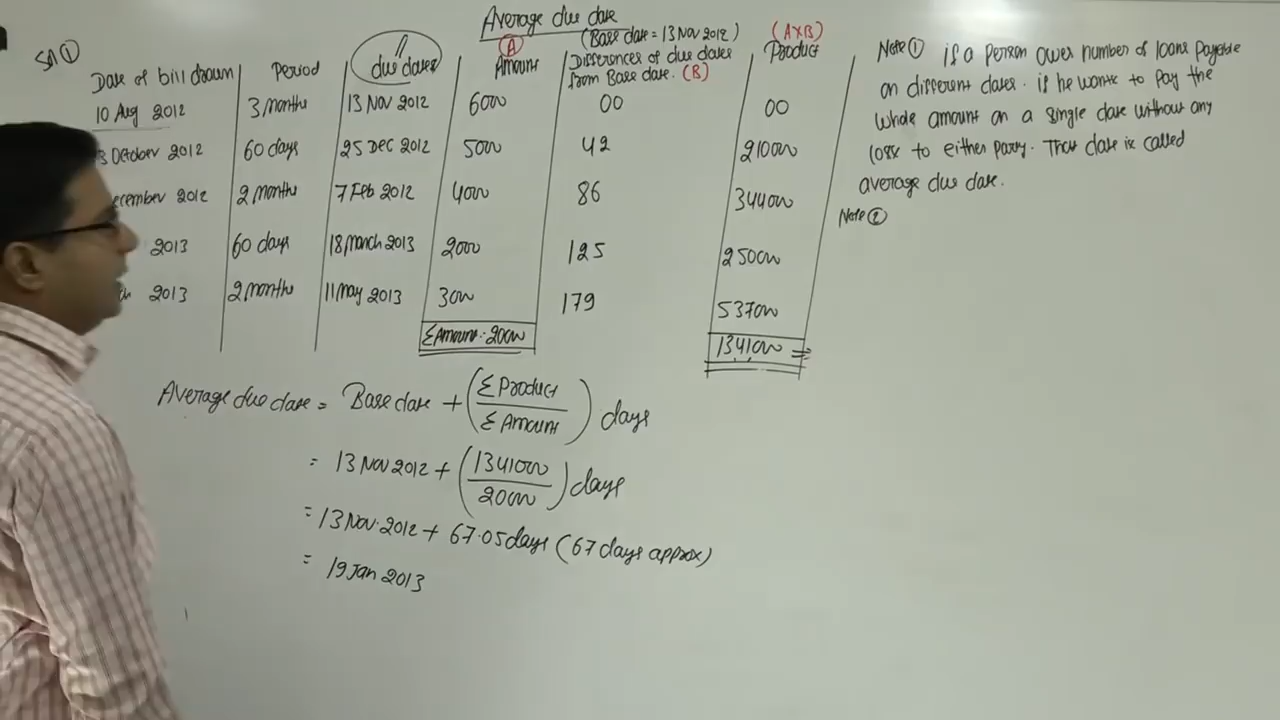 Average due date
(Base date = 13 Nov 2012)
Date of bill drawn Period due dates (A) Amount Differences of due dates from Base date. (B) (A×B) Product
10 Aug 2012 3 months 13 Nov 2012 6000 00 00
October 2012 60 days 25 Dec 2012 5000 42 210000
2012 2 months 7 Feb 2012 4000 86 344000
2013 60 days 18 March 2013 2000 125 250000
2013 2 months 11 may 2013 3000 179 537000
Σ Amount = 20000 1341000
Average due date = Base date + (Σ Product / Σ Amount) days
= 13 Nov 2012 + (1341000 / 20000) days
= 13 Nov. 2012 + 67.05 days (67 days approx)
= 19 Jan 2013
Note ① if a person owes number of loans payable
on different dates. if he wants to pay the
whole amount on a single date without any
loss to either party. That date is called
average due date.
Note ②